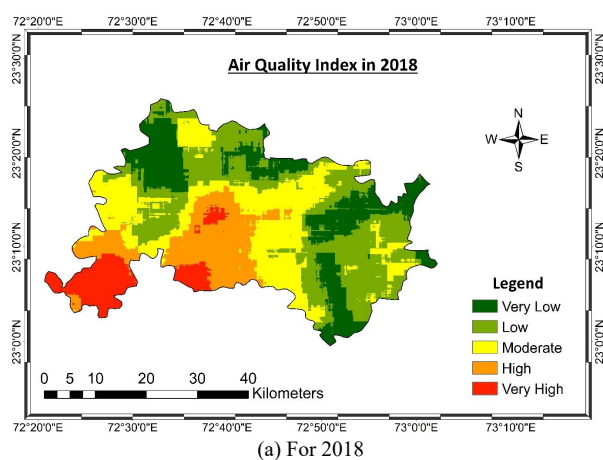 72°20'0"E 72°30'0"E 72°40'0"E 72°50'0"E 73°0'0"E 73°10'0"E
Air Quality Index in 2018
23°30'0"N 23°30'0"N
N
W E
S
23°20'0"N 23°20'0"N
23°10'0"N 23°10'0"N
23°0'0"N 23°0'0"N
Legend
Very Low
Low
Moderate
High
Very High
0 5 10 20 30 40
Kilometers
72°20'0"E 72°30'0"E 72°40'0"E 72°50'0"E 73°0'0"E 73°10'0"E
(a) For 2018